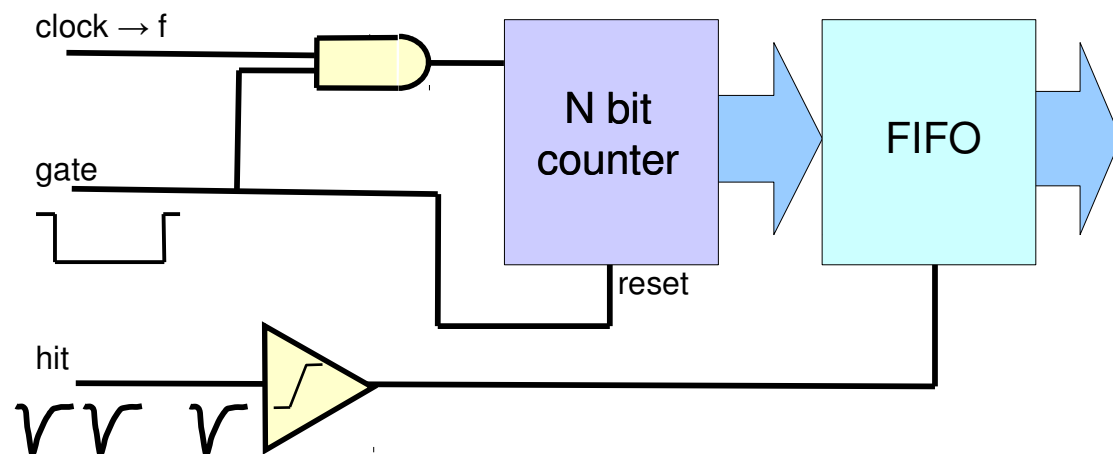 clock → f
N bit
counter
FIFO
gate
reset
hit